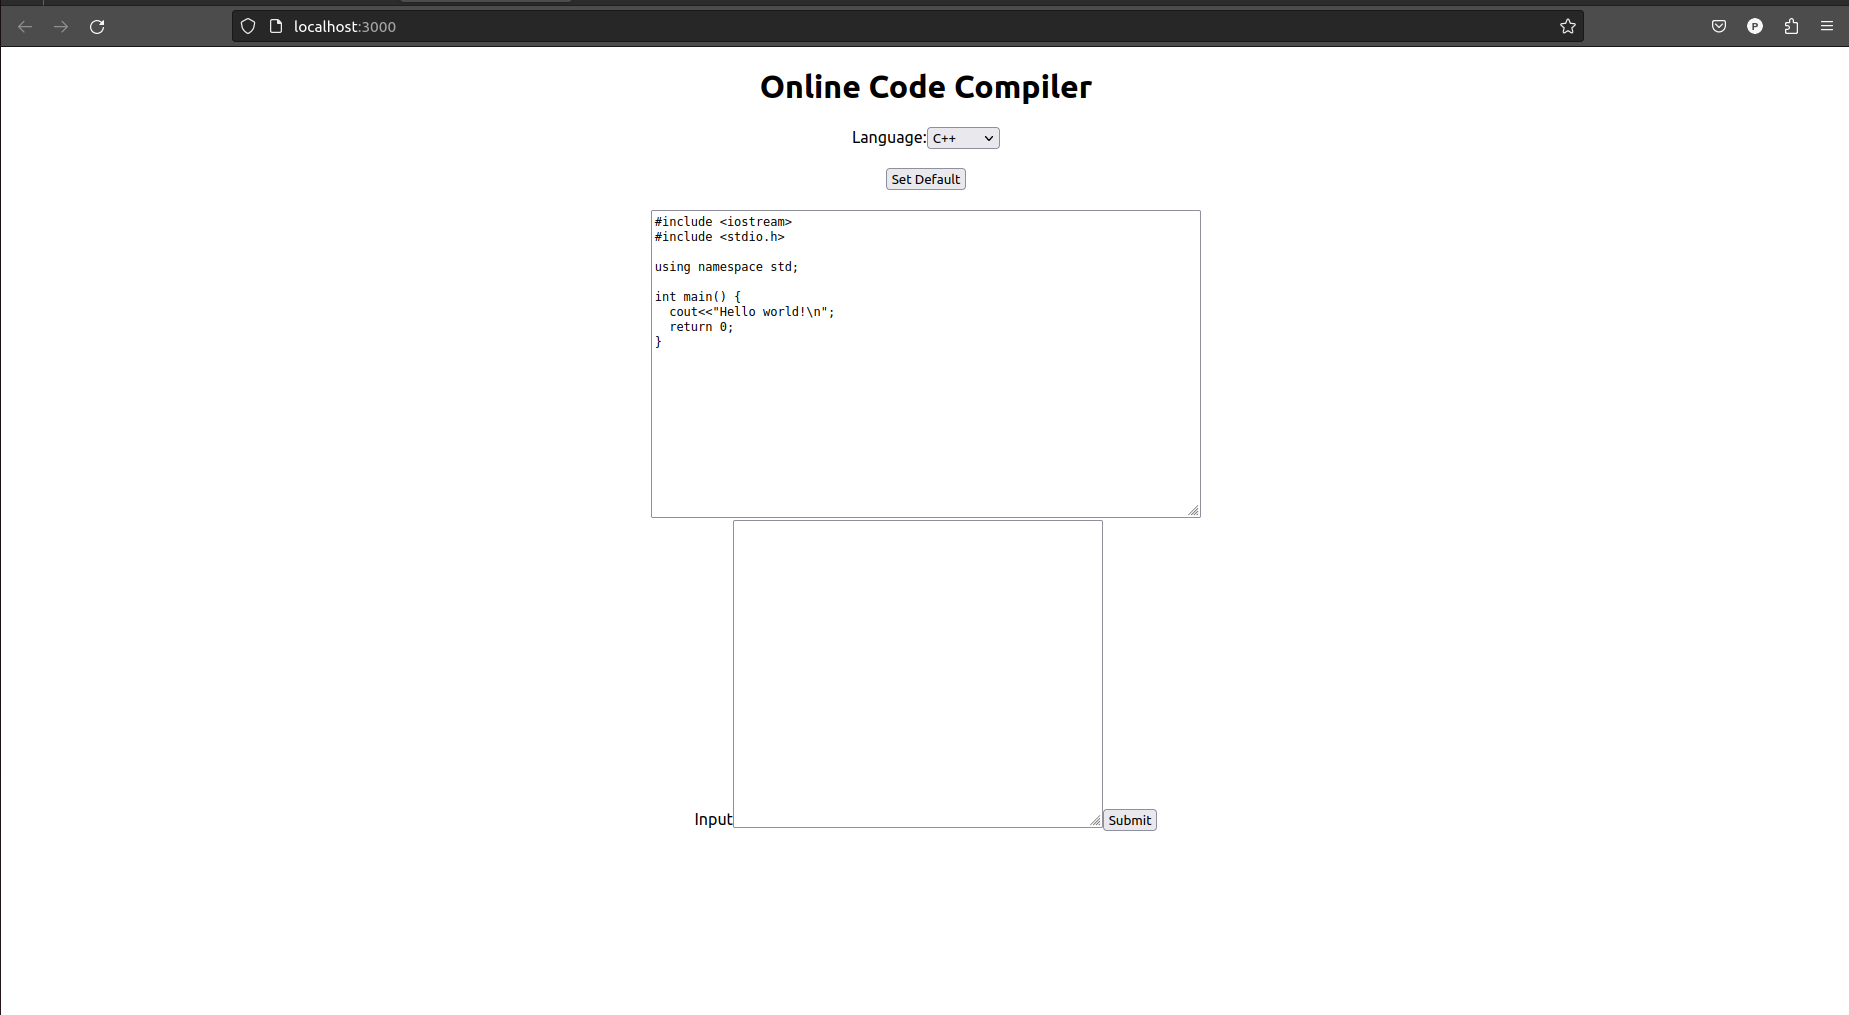 localhost:3000
P
Online Code Compiler
Language: C++
Set Default
#include <iostream>
#include <stdio.h>
using namespace std;
int main() {
  cout<<"Hello world!\n";
  return 0;
}
Input Submit